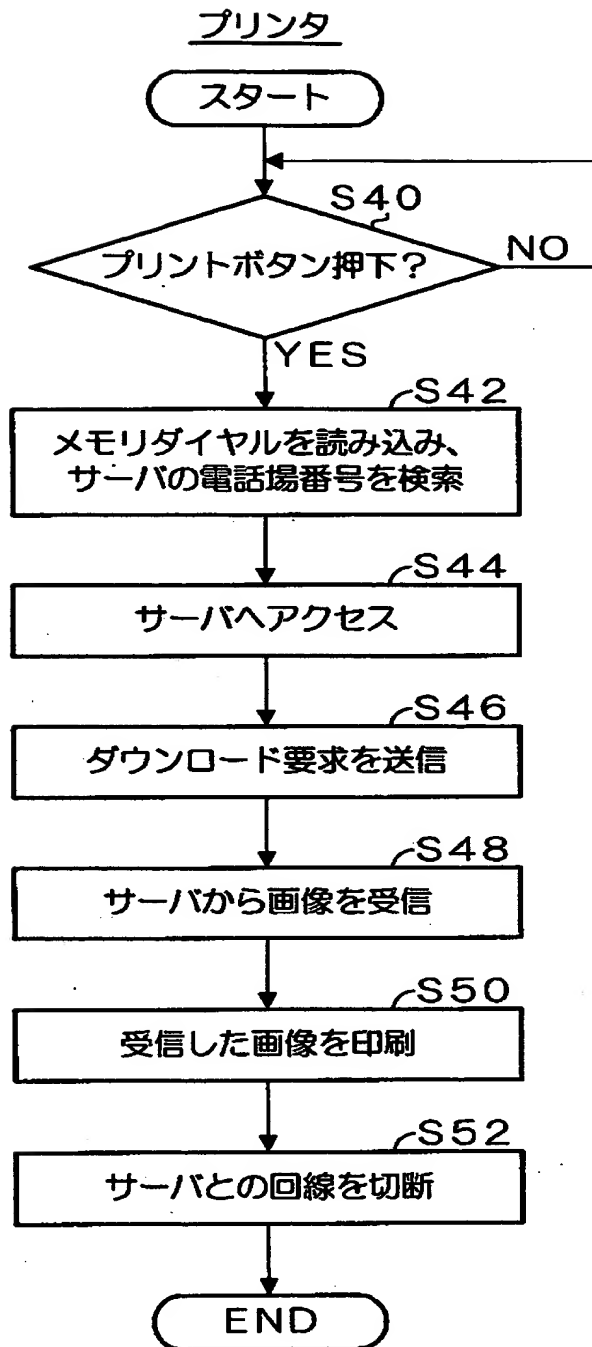 プリンタ
スタート
S40
プリントボタン押下?
NO
YES
S42
メモリダイヤルを読み込み、
サーバの電話場番号を検索
S44
サーバへアクセス
S46
ダウンロード要求を送信
S48
サーバから画像を受信
S50
受信した画像を印刷
S52
サーバとの回線を切断
END